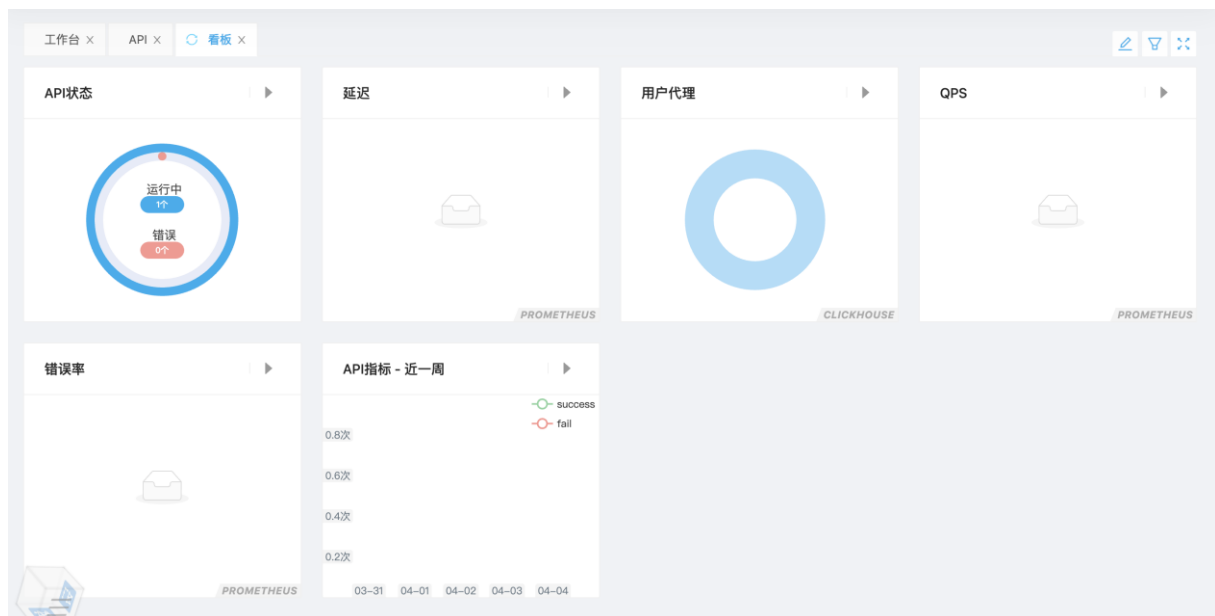 工作台 API 看板
API状态
运行中
1个
错误
0个
延迟
PROMETHEUS
用户代理
CLICKHOUSE
QPS
PROMETHEUS
错误率
PROMETHEUS
API指标 - 近一周
success
fail
0.8次
0.6次
0.4次
0.2次
03-31 04-01 04-02 04-03 04-04